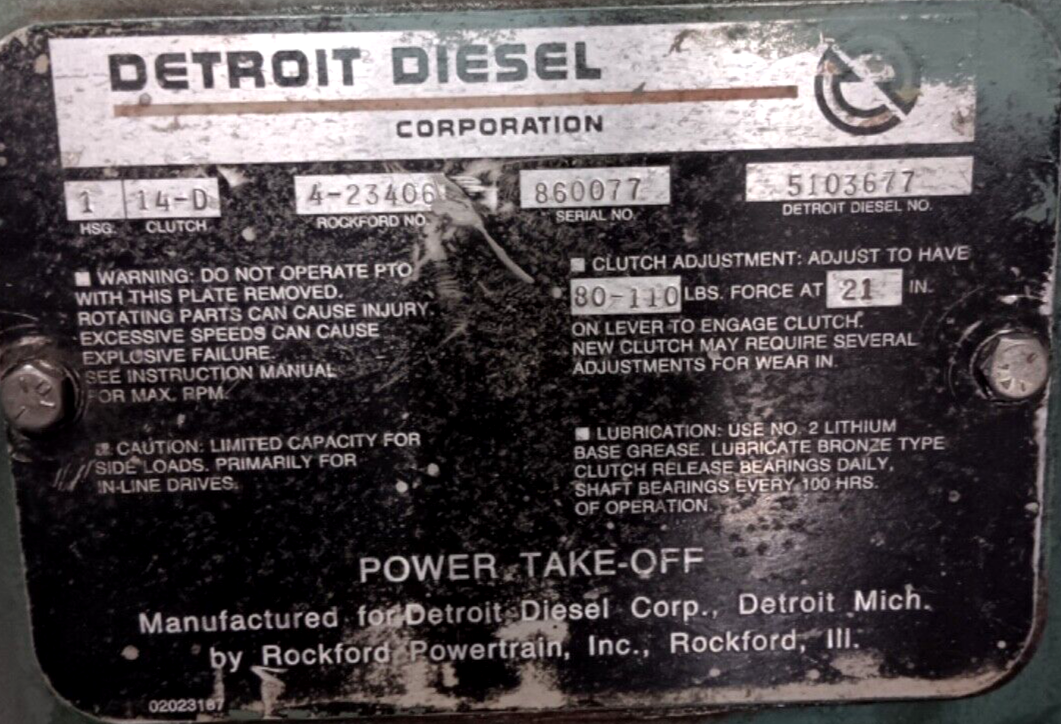 DETROIT DIESEL
CORPORATION
1 14-D 4-23406 860077 5103677
HSG. CLUTCH ROCKFORD NO. SERIAL NO. DETROIT DIESEL NO.
WARNING: DO NOT OPERATE PTO
WITH THIS PLATE REMOVED.
ROTATING PARTS CAN CAUSE INJURY.
EXCESSIVE SPEEDS CAN CAUSE
EXPLOSIVE FAILURE.
SEE INSTRUCTION MANUAL
FOR MAX. RPM.
CAUTION: LIMITED CAPACITY FOR
SIDE LOADS. PRIMARILY FOR
IN-LINE DRIVES.
CLUTCH ADJUSTMENT: ADJUST TO HAVE
80-110 LBS. FORCE AT 21 IN.
ON LEVER TO ENGAGE CLUTCH.
NEW CLUTCH MAY REQUIRE SEVERAL
ADJUSTMENTS FOR WEAR IN.
LUBRICATION: USE NO. 2 LITHIUM
BASE GREASE. LUBRICATE BRONZE TYPE
CLUTCH RELEASE BEARINGS DAILY,
SHAFT BEARINGS EVERY 100 HRS.
OF OPERATION.
POWER TAKE-OFF
Manufactured for Detroit Diesel Corp., Detroit Mich.
by Rockford Powertrain, Inc., Rockford, Ill.
02023187